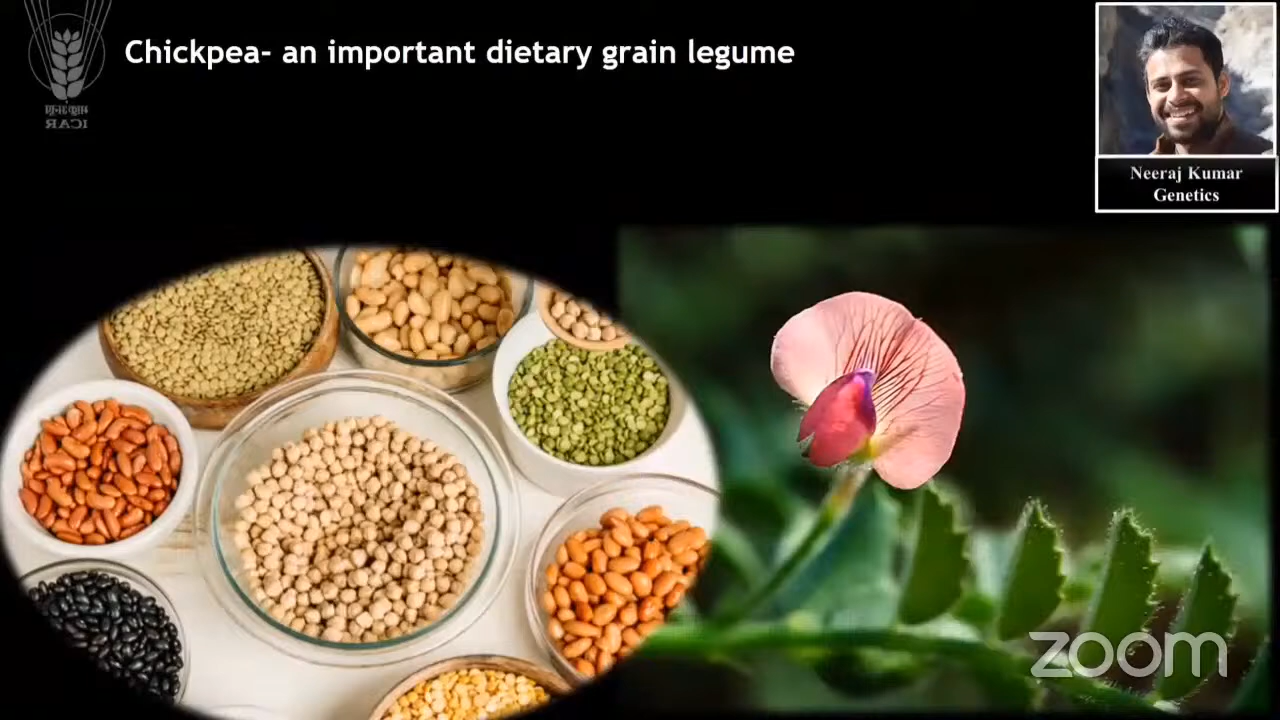 Chickpea- an important dietary grain legume
ICAR
Neeraj Kumar
Genetics
zoom